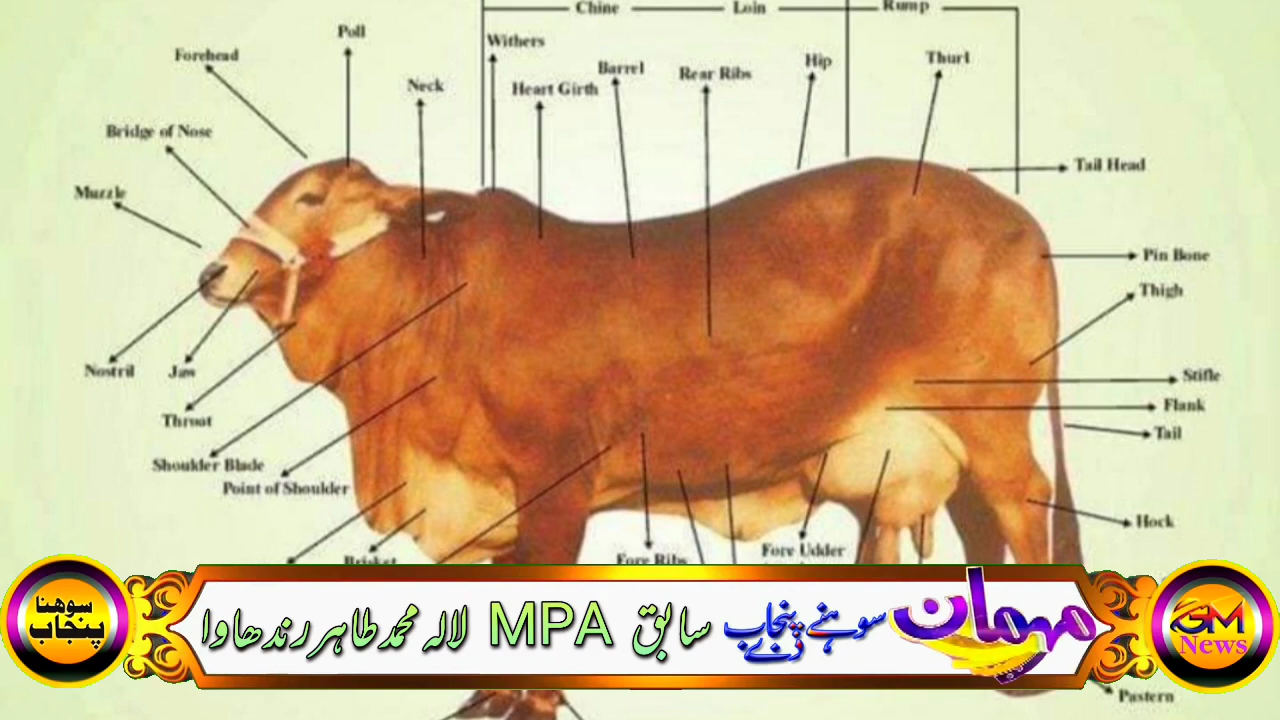 Chine
Loin
Rump
Poll
Withers
Forehead
Barrel
Rear Ribs
Hip
Thurl
Neck
Heart Girth
Bridge of Nose
Tail Head
Muzzle
Pin Bone
Thigh
Nostril
Jaw
Stifle
Flank
Throat
Tail
Shoulder Blade
Point of Shoulder
Hock
Brisket
Fore Ribs
Fore Udder
سوھنا
پنجاب
مہمان
سوہنے پنجاب دے
سابق MPA لالہ محمد طاہر رندھاوا
GM
News
Pastern